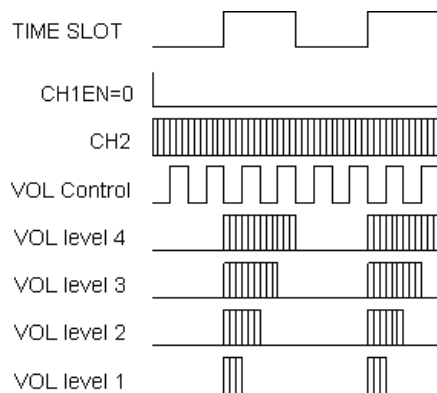 TIME SLOT
CH1EN=0
CH2
VOL Control
VOL level 4
VOL level 3
VOL level 2
VOL level 1